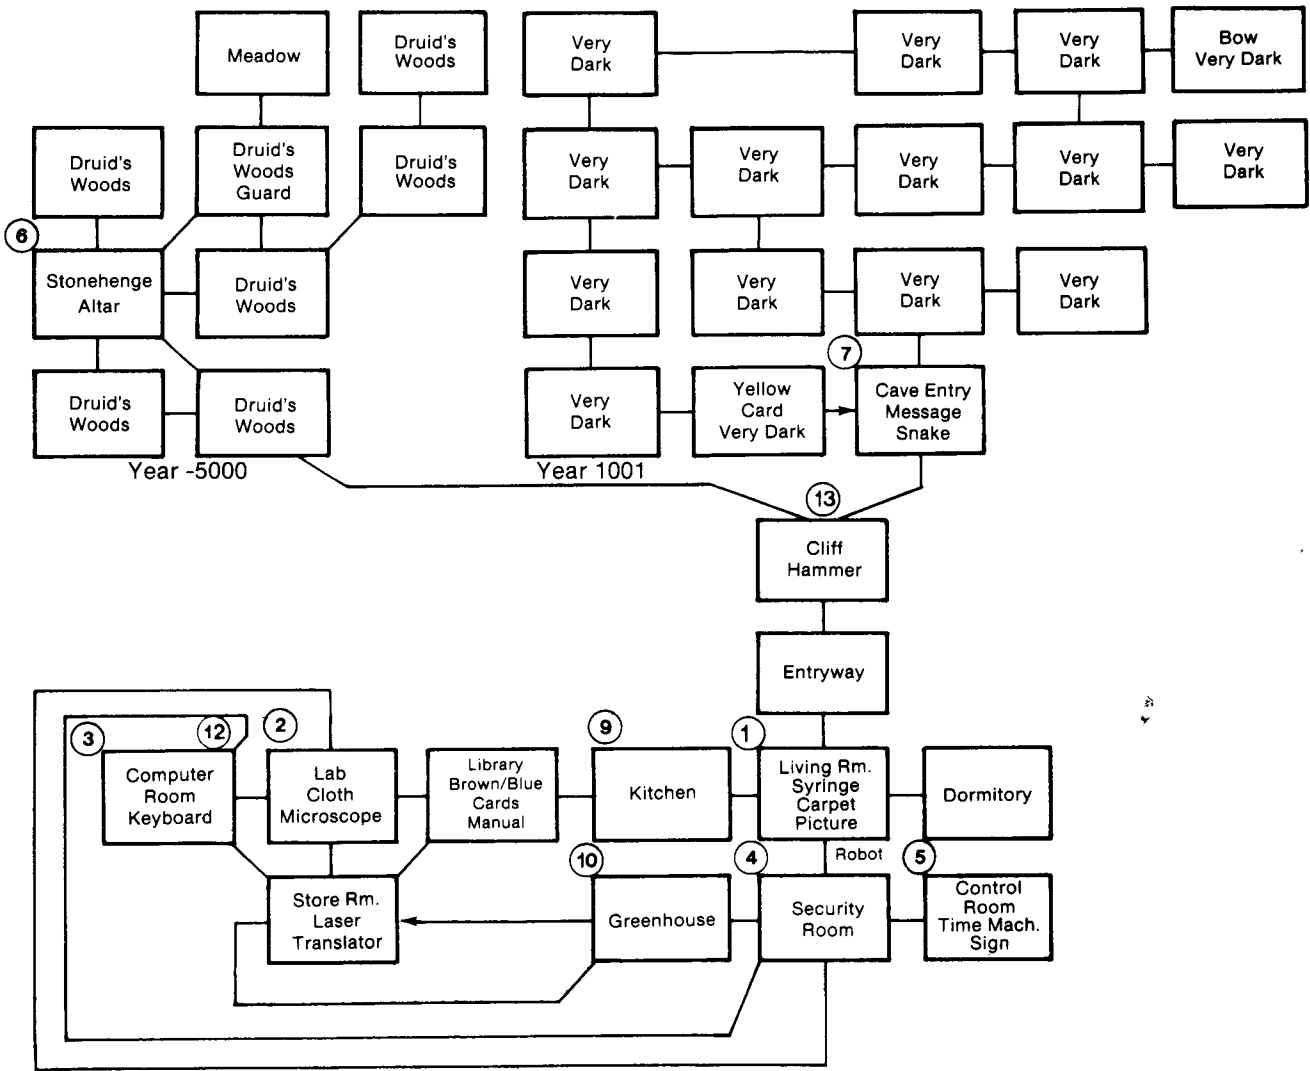 Meadow
Druid's
Woods
Very
Dark
Very
Dark
Very
Dark
Bow
Very Dark
Druid's
Woods
Druid's
Woods
Guard
Druid's
Woods
Very
Dark
Very
Dark
Very
Dark
Very
Dark
Very
Dark
6
Stonehenge
Altar
Druid's
Woods
Very
Dark
Very
Dark
Very
Dark
Very
Dark
7
Druid's
Woods
Druid's
Woods
Very
Dark
Yellow
Card
Very Dark
Cave Entry
Message
Snake
Year -5000
Year 1001
13
Cliff
Hammer
Entryway
3
12
2
9
1
Computer
Room
Keyboard
Lab
Cloth
Microscope
Library
Brown/Blue
Cards
Manual
Kitchen
Living Rm.
Syringe
Carpet
Picture
Dormitory
Robot
10
4
5
Store Rm.
Laser
Translator
Greenhouse
Security
Room
Control
Room
Time Mach.
Sign